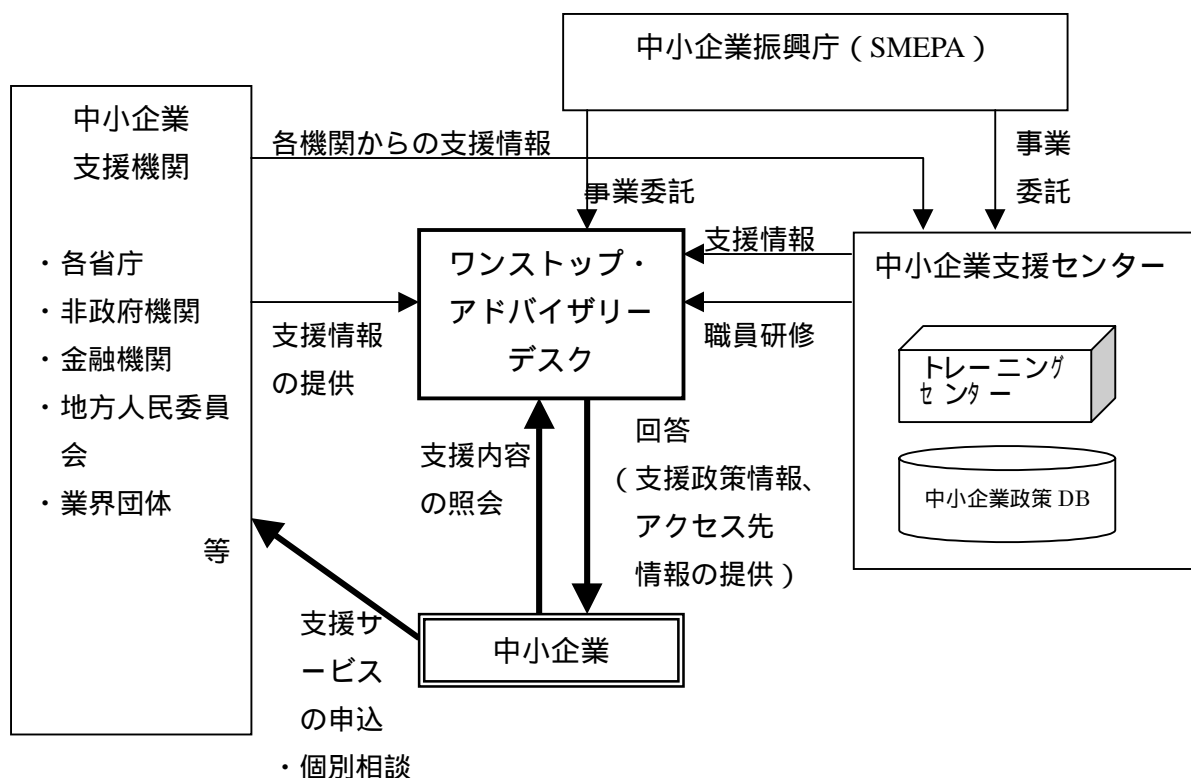 中小企業振興庁（SMEPA）
中小企業
支援機関
・各省庁
・非政府機関
・金融機関
・地方人民委員
会
・業界団体
等
各機関からの支援情報
事業委託
事業
委託
支援情報
の提供
ワンストップ・
アドバイザリー
デスク
支援情報
職員研修
中小企業支援センター
トレーニング
センター
中小企業政策 DB
支援内容
の照会
回答
（支援政策情報、
アクセス先
情報の提供）
中小企業
支援サ
ービス
の申込
・個別相談